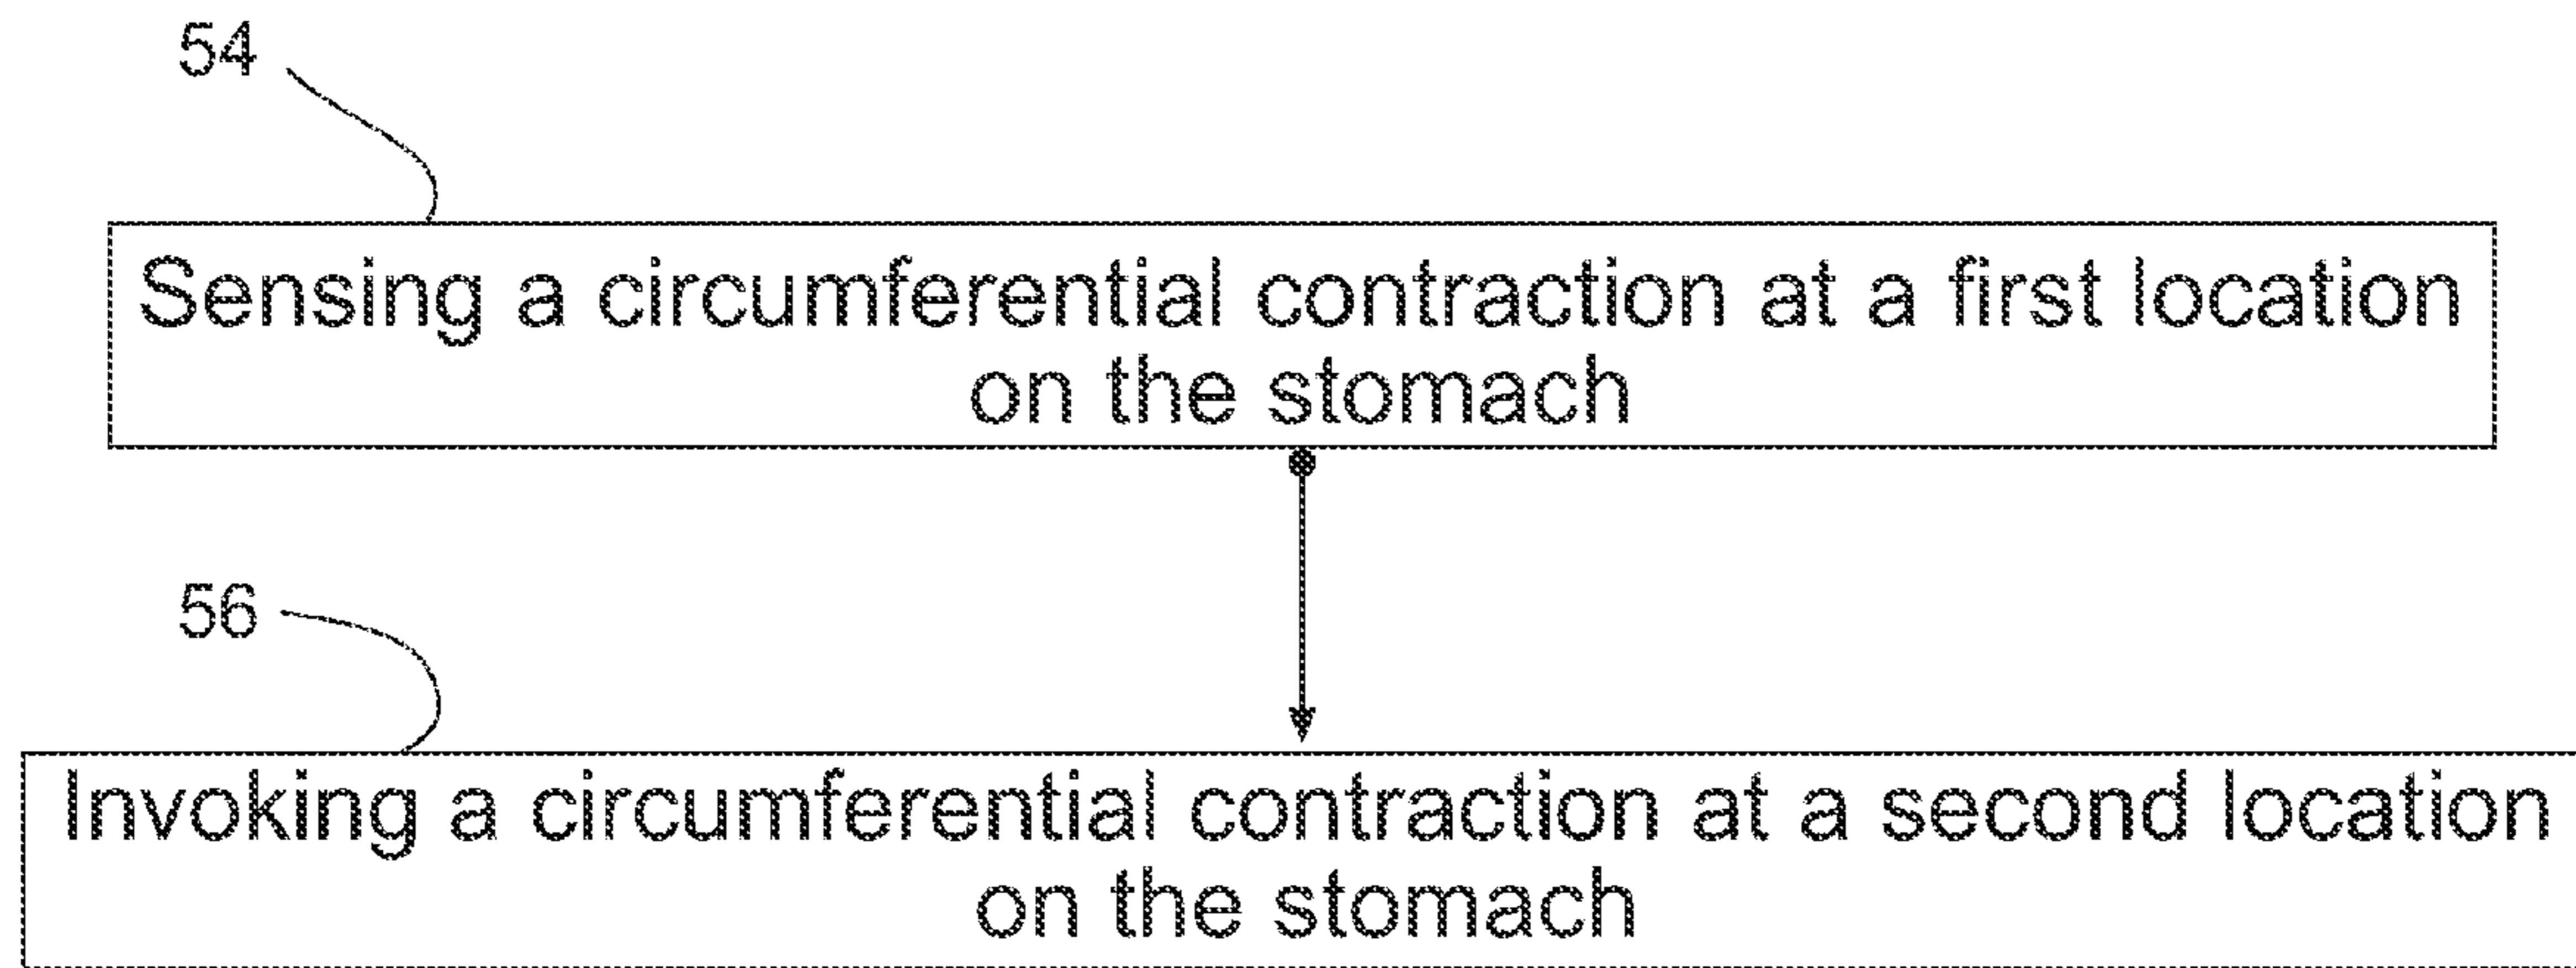 54
Sensing a circumferential contraction at a first location
on the stomach
56
Invoking a circumferential contraction at a second location
on the stomach